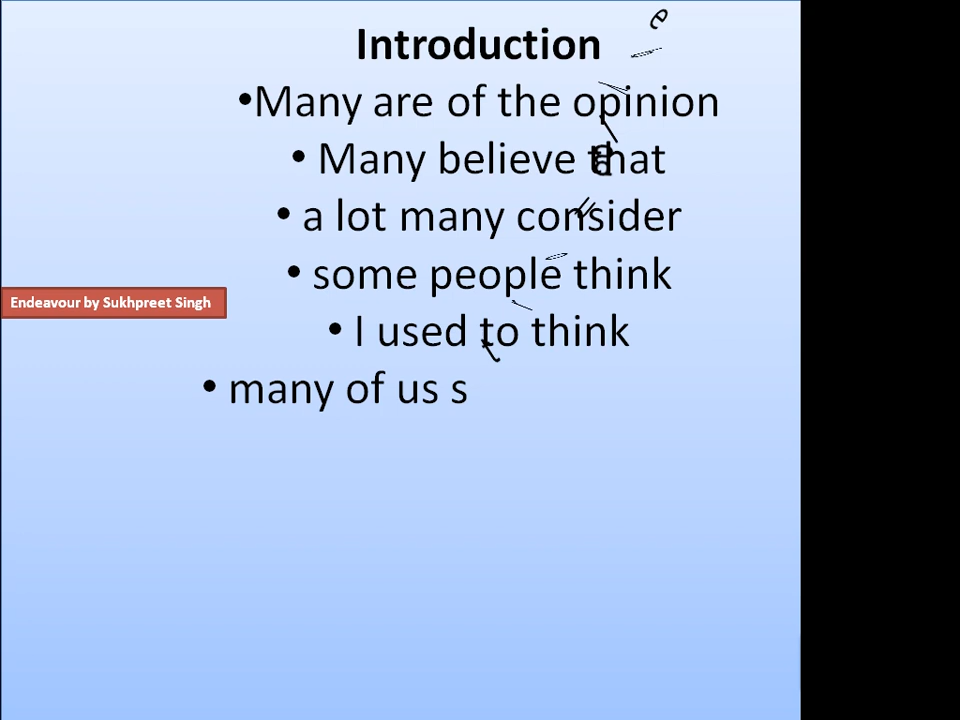 Introduction
•Many are of the opinion
• Many believe that
• a lot many consider
• some people think
Endeavour by Sukhpreet Singh
• I used to think
• many of us s